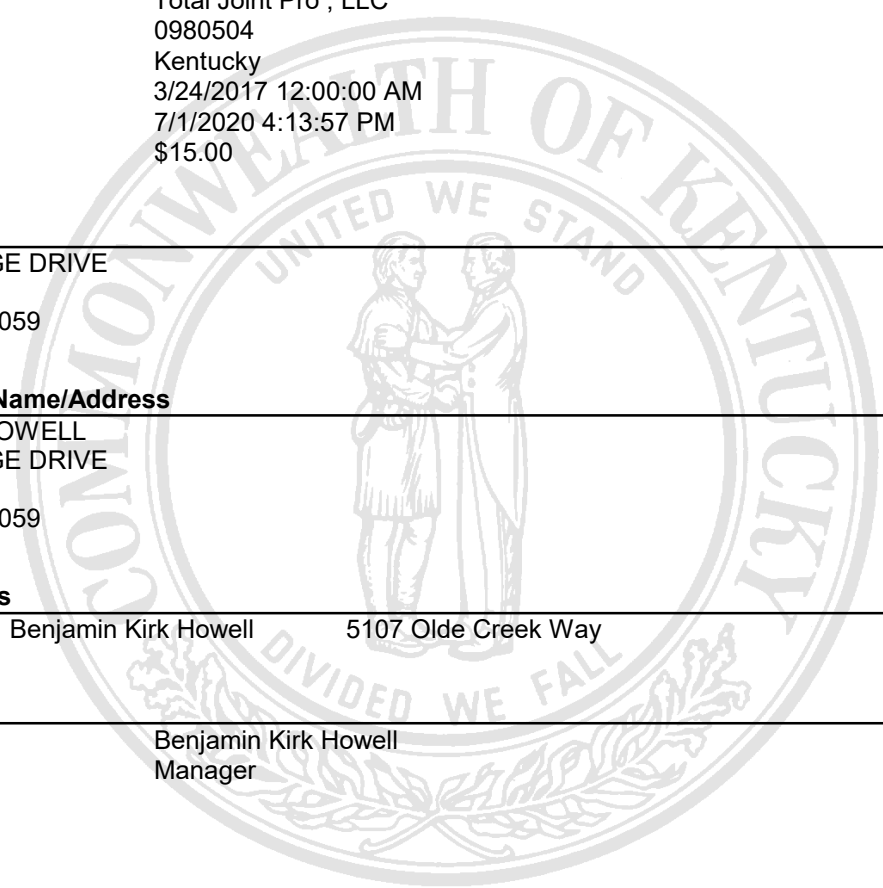 Total Joint Pro , LLC
0980504
Kentucky
3/24/2017 12:00:00 AM
7/1/2020 4:13:57 PM
$15.00
GE DRIVE
059
Name/Address
OWELL
GE DRIVE
059
s
Benjamin Kirk Howell 5107 Olde Creek Way
Benjamin Kirk Howell
Manager
COMMONWEALTH OF KENTUCKY
UNITED WE STAND
DIVIDED WE FALL